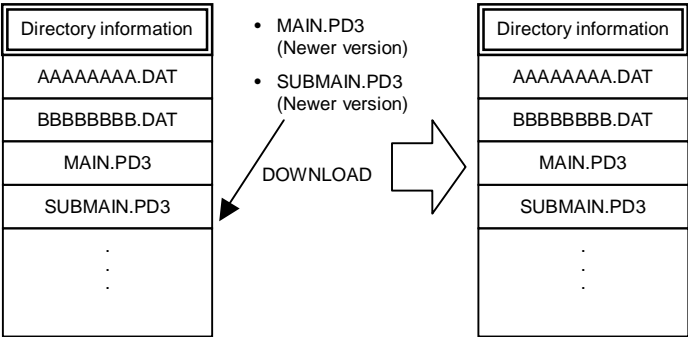 Directory information
AAAAAAAA.DAT
BBBBBBBB.DAT
MAIN.PD3
SUBMAIN.PD3
.
.
.
• MAIN.PD3
(Newer version)
• SUBMAIN.PD3
(Newer version)
DOWNLOAD
Directory information
AAAAAAAA.DAT
BBBBBBBB.DAT
MAIN.PD3
SUBMAIN.PD3
.
.
.